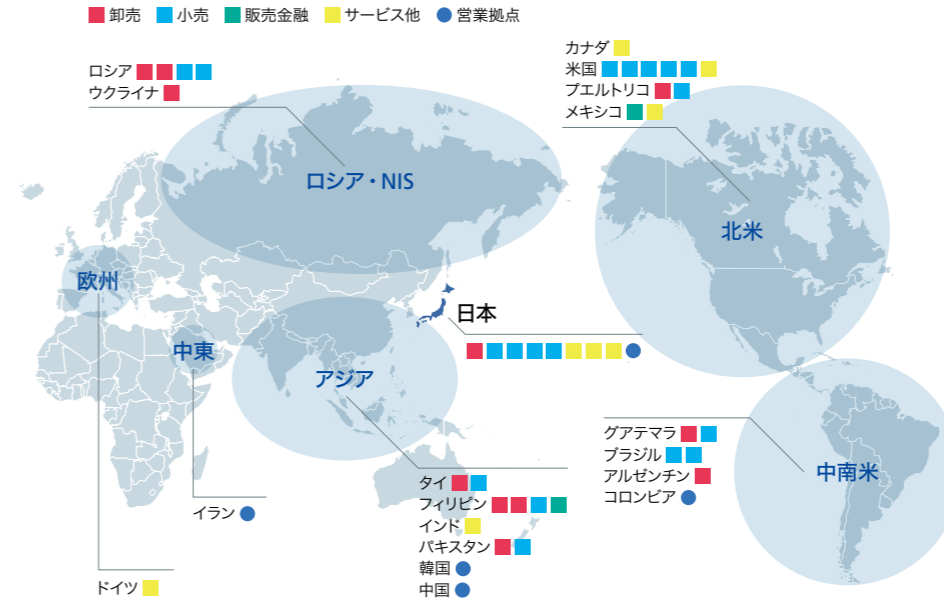 卸売 小売 販売金融 サービス他 営業拠点
ロシア
ウクライナ
ロシア・NIS
カナダ
米国
プエルトリコ
メキシコ
北米
欧州
中東
アジア
日本
イラン
ドイツ
タイ
フィリピン
インド
パキスタン
韓国
中国
グアテマラ
ブラジル
アルゼンチン
コロンビア
中南米